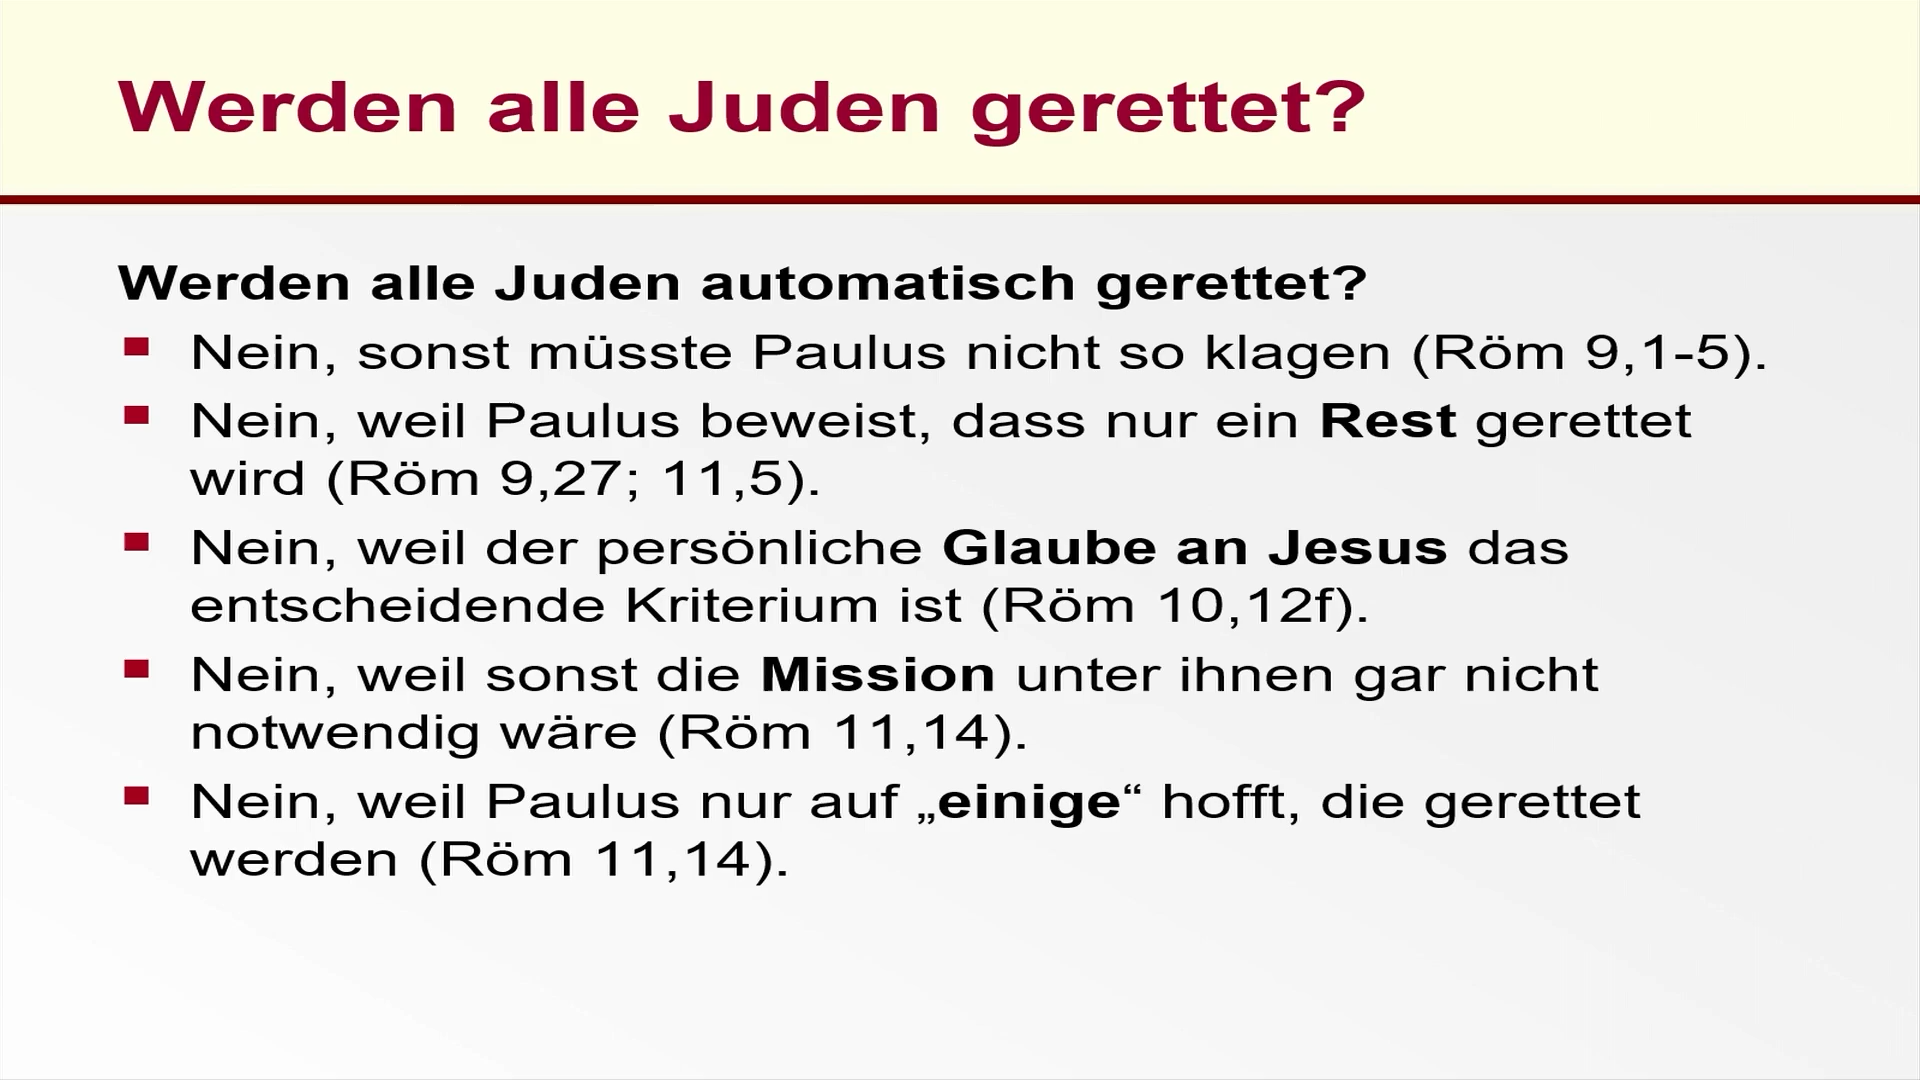 Werden alle Juden gerettet?
Werden alle Juden automatisch gerettet?
Nein, sonst müsste Paulus nicht so klagen (Röm 9,1-5).
Nein, weil Paulus beweist, dass nur ein Rest gerettet
wird (Röm 9,27; 11,5).
Nein, weil der persönliche Glaube an Jesus das
entscheidende Kriterium ist (Röm 10,12f).
Nein, weil sonst die Mission unter ihnen gar nicht
notwendig wäre (Röm 11,14).
Nein, weil Paulus nur auf „einige“ hofft, die gerettet
werden (Röm 11,14).